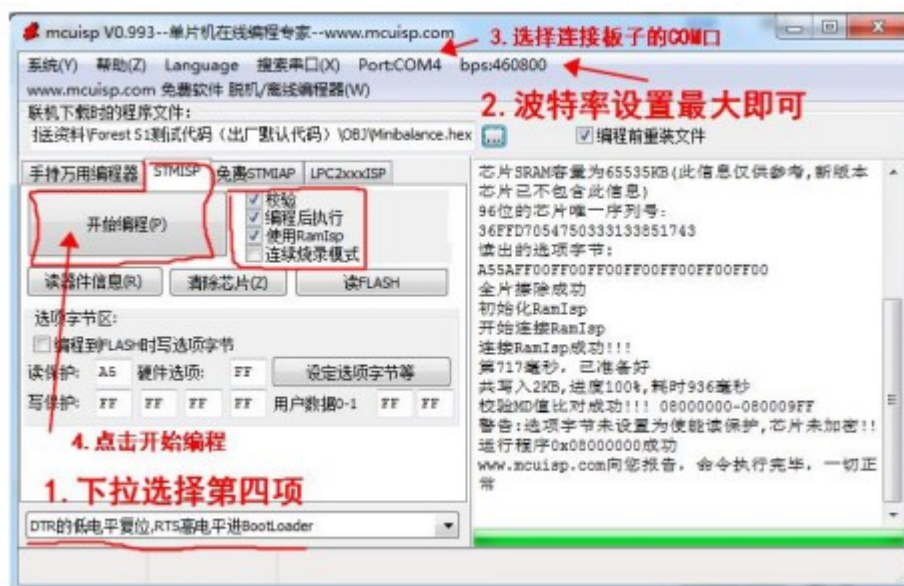 mcuisp V0.993--单片机在线编程专家--www.mcuisp.com
3.选择连接板子的COM口
系统(Y) 帮助(Z) Language 搜索串口(X) Port:COM4 bps:460800
www.mcuisp.com 免费软件 脱机/离线编程器(W)
2.波特率设置最大即可
联机下载时的程序文件:
送资料\Forest S1测试代码（出厂默认代码）\OBJ\Minibalance.hex ... 编程前重装文件
手持万用编程器 STMISP 免费STMIAP LPC2xxxISP
开始编程(P)
校验
编程后执行
使用RamIsp
连续烧录模式
读器件信息(R) 清除芯片(Z) 读FLASH
选项字节区:
编程到FLASH时写选项字节
读保护: A5 硬件选项: FF 设定选项字节等
写保护: FF FF FF FF 用户数据0-1 FF FF
4.点击开始编程
1.下拉选择第四项
DTR的低电平复位,RTS高电平进BootLoader
芯片SRAM容量为65535KB(此信息仅供参考,新版本
芯片已不包含此信息)
96位的芯片唯一序列号:
36FFD7054750333133851743
读出的选项字节:
A55AFF00FF00FF00FF00FF00FF00FF00
全片擦除成功
初始化RamIsp
开始连接RamIsp
连接RamIsp成功!!!
第717毫秒, 已准备好
共写入2KB,进度100%,耗时936毫秒
校验MD值比对成功!!! 08000000-080009FF
警告:选项字节未设置为使能读保护,芯片未加密!!
运行程序0x08000000成功
www.mcuisp.com向您报告, 命令执行完毕, 一切正
常